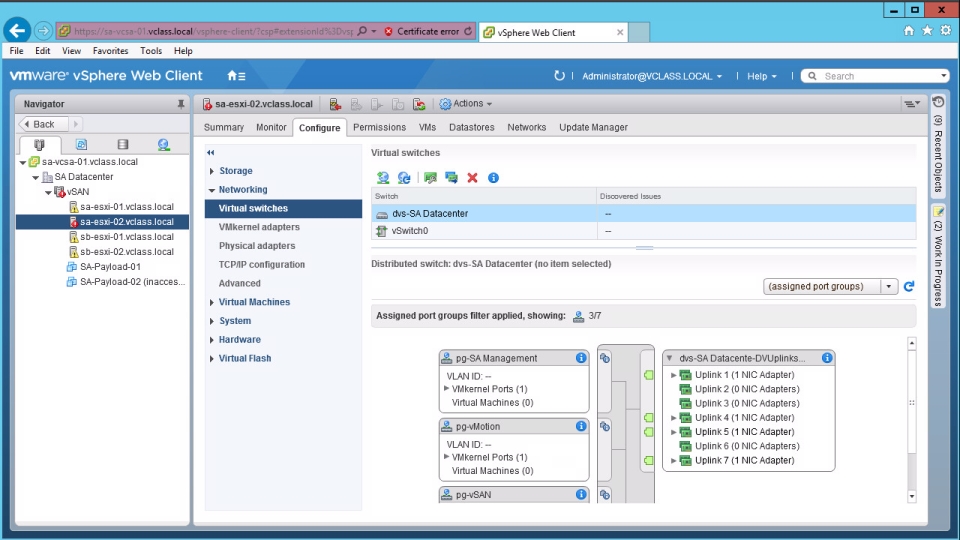 https://sa-vcsa-01.vclass.local/vsphere-client/?csp#extensionId%3Dvsp
Certificate error
vSphere Web Client
File Edit View Favorites Tools Help
vmware® vSphere Web Client
Administrator@VCLASS.LOCAL
Help
Search
Navigator
sa-esxi-02.vclass.local
Actions
Back
Summary Monitor Configure Permissions VMs Datastores Networks Update Manager
sa-vcsa-01.vclass.local
SA Datacenter
vSAN
sa-esxi-01.vclass.local
sa-esxi-02.vclass.local
sb-esxi-01.vclass.local
sb-esxi-02.vclass.local
SA-Payload-01
SA-Payload-02 (inacces...
Storage
Networking
Virtual switches
VMkernel adapters
Physical adapters
TCP/IP configuration
Advanced
Virtual Machines
System
Hardware
Virtual Flash
Virtual switches
Switch Discovered Issues
dvs-SA Datacenter --
vSwitch0 --
Distributed switch: dvs-SA Datacenter (no item selected)
(assigned port groups)
Assigned port groups filter applied, showing: 3/7
pg-SA Management
VLAN ID: --
VMkernel Ports (1)
Virtual Machines (0)
pg-vMotion
VLAN ID: --
VMkernel Ports (1)
Virtual Machines (0)
pg-vSAN
dvs-SA Datacente-DVUplinks...
Uplink 1 (1 NIC Adapter)
Uplink 2 (0 NIC Adapters)
Uplink 3 (0 NIC Adapters)
Uplink 4 (1 NIC Adapter)
Uplink 5 (1 NIC Adapter)
Uplink 6 (0 NIC Adapters)
Uplink 7 (1 NIC Adapter)
(9) Recent Objects
(2) Work In Progress